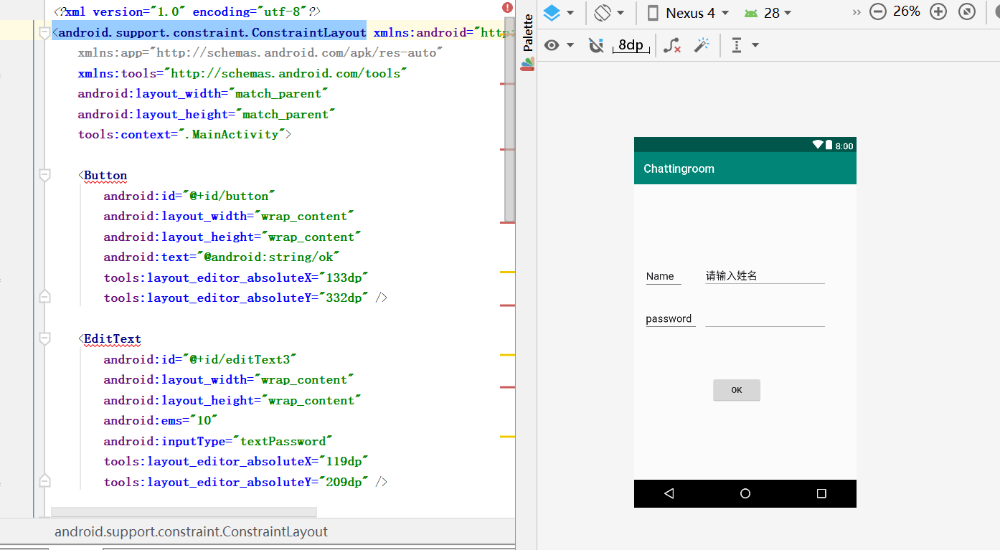 <?xml version="1.0" encoding="utf-8"?>
<android.support.constraint.ConstraintLayout xmlns:android="http:
xmlns:app="http://schemas.android.com/apk/res-auto"
xmlns:tools="http://schemas.android.com/tools"
android:layout_width="match_parent"
android:layout_height="match_parent"
tools:context=".MainActivity">
<Button
android:id="@+id/button"
android:layout_width="wrap_content"
android:layout_height="wrap_content"
android:text="@android:string/ok"
tools:layout_editor_absoluteX="133dp"
tools:layout_editor_absoluteY="332dp" />
<EditText
android:id="@+id/editText3"
android:layout_width="wrap_content"
android:layout_height="wrap_content"
android:ems="10"
android:inputType="textPassword"
tools:layout_editor_absoluteX="119dp"
tools:layout_editor_absoluteY="209dp" />
android.support.constraint.ConstraintLayout
Palette
Nexus 4 28 26%
8dp
8:00
Chattingroom
Name 请输入姓名
password
OK